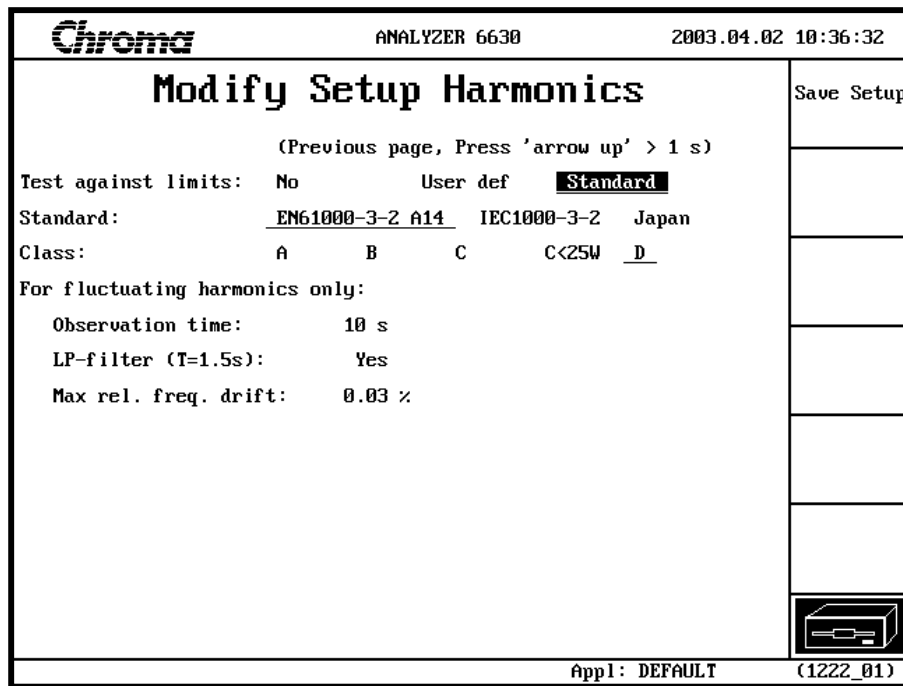 Chroma ANALYZER 6630 2003.04.02 10:36:32
Modify Setup Harmonics
Save Setup
(Previous page, Press 'arrow up' > 1 s)
Test against limits: No User def Standard
Standard: EN61000-3-2 A14 IEC1000-3-2 Japan
Class: A B C C<25W D
For fluctuating harmonics only:
Observation time: 10 s
LP-filter (T=1.5s): Yes
Max rel. freq. drift: 0.03 %
Appl: DEFAULT (1222_01)